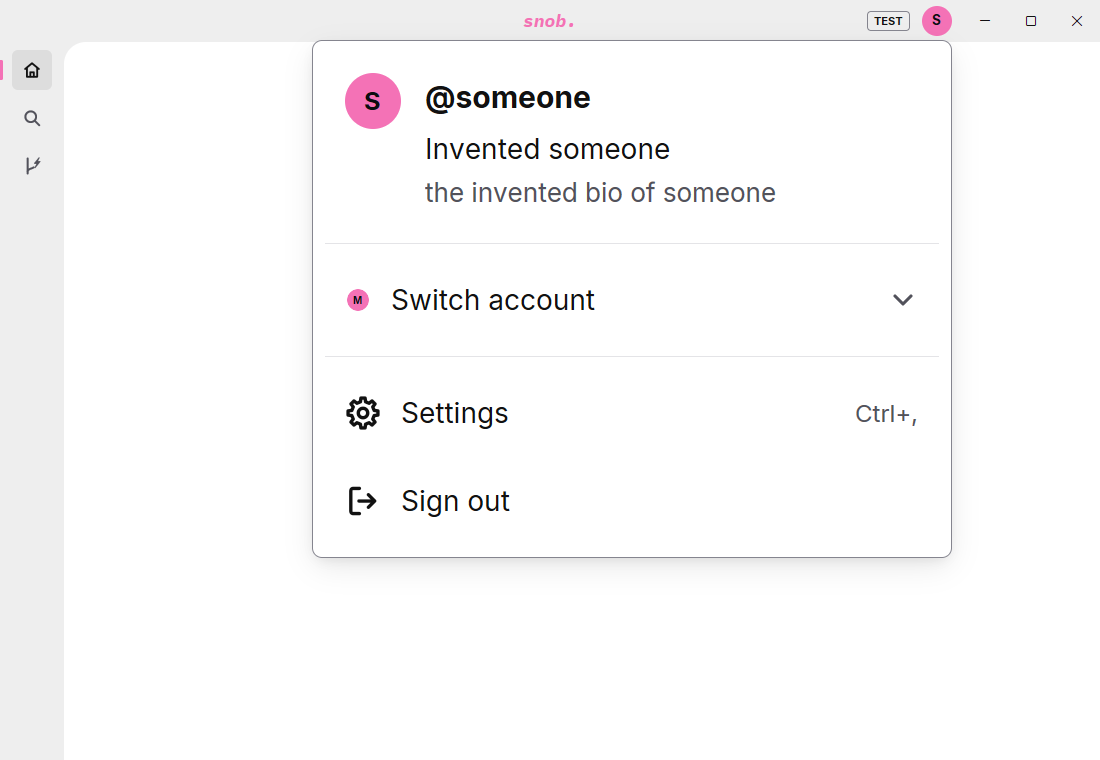 snob.
TEST
S
S
@someone
Invented someone
the invented bio of someone
M
Switch account
Settings
Ctrl+,
Sign out